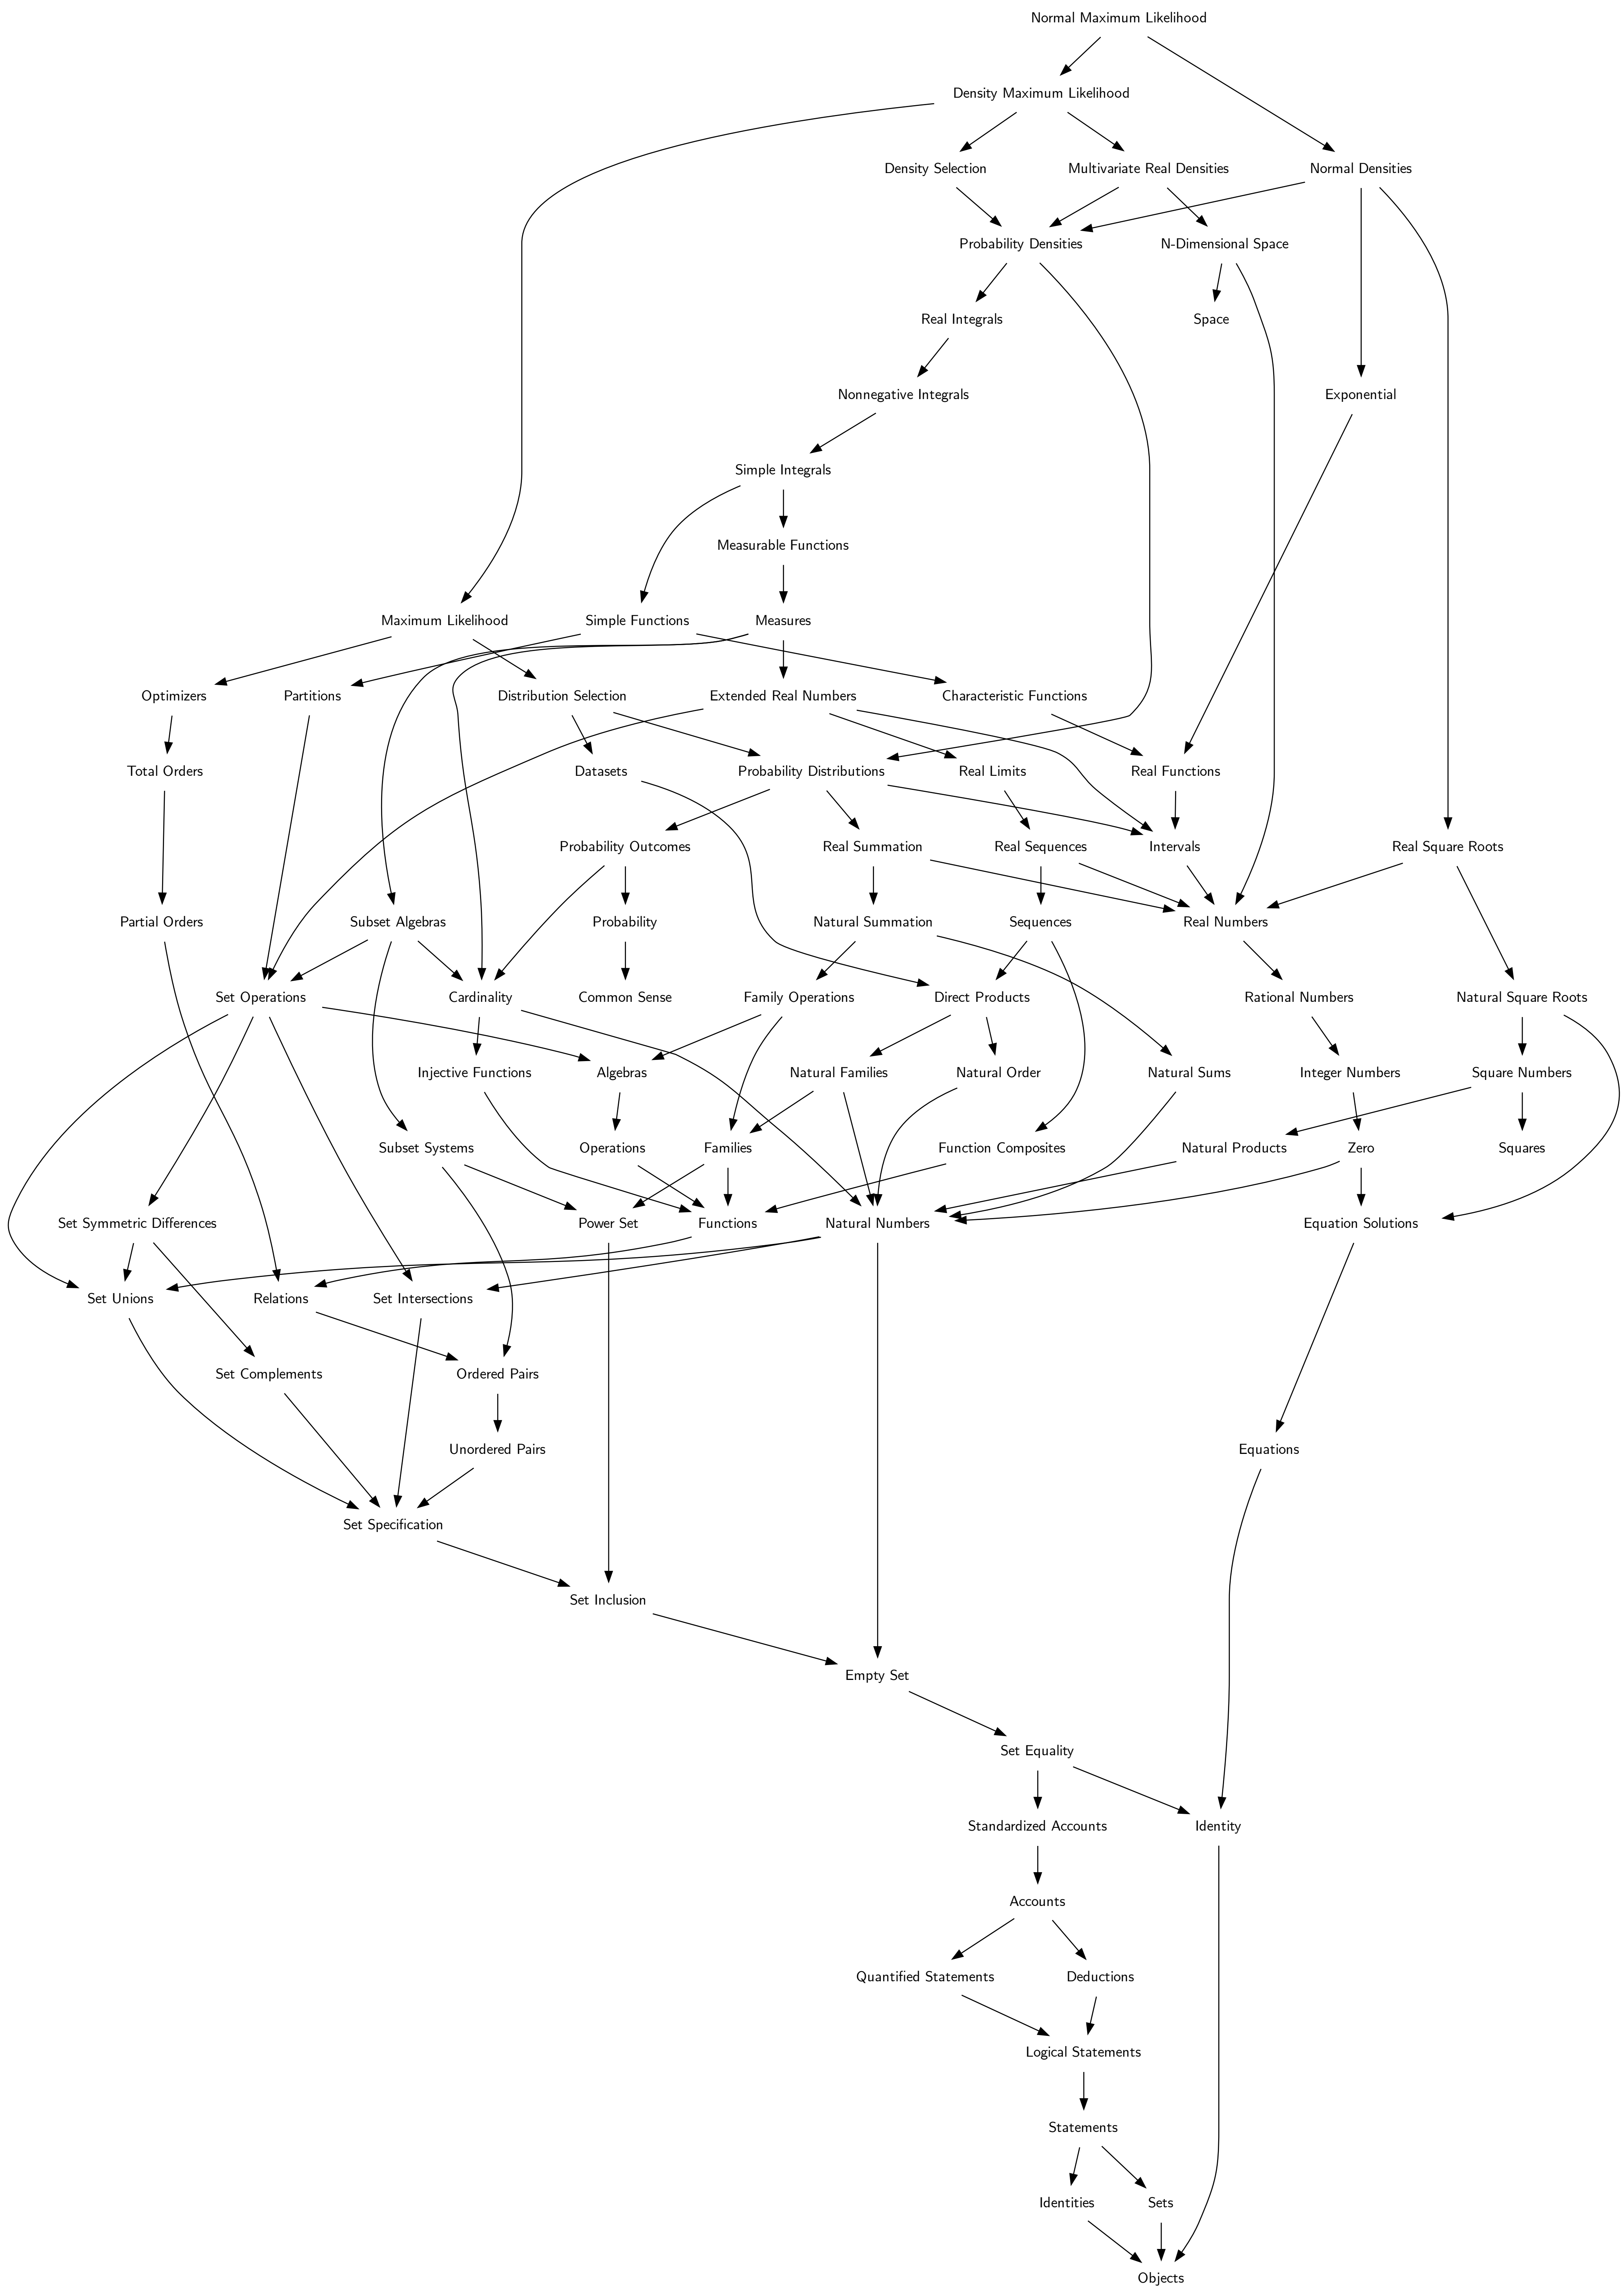 Normal Maximum Likelihood
Density Maximum Likelihood
Density Selection
Multivariate Real Densities
Normal Densities
Probability Densities
N-Dimensional Space
Real Integrals
Space
Nonnegative Integrals
Exponential
Simple Integrals
Measurable Functions
Maximum Likelihood
Simple Functions
Measures
Optimizers
Partitions
Distribution Selection
Extended Real Numbers
Characteristic Functions
Total Orders
Datasets
Probability Distributions
Real Limits
Real Functions
Probability Outcomes
Real Summation
Real Sequences
Intervals
Real Square Roots
Partial Orders
Subset Algebras
Probability
Natural Summation
Sequences
Real Numbers
Set Operations
Cardinality
Common Sense
Family Operations
Direct Products
Rational Numbers
Natural Square Roots
Injective Functions
Algebras
Natural Families
Natural Order
Natural Sums
Integer Numbers
Square Numbers
Subset Systems
Operations
Families
Function Composites
Natural Products
Zero
Squares
Set Symmetric Differences
Power Set
Functions
Natural Numbers
Equation Solutions
Set Unions
Relations
Set Intersections
Set Complements
Ordered Pairs
Unordered Pairs
Equations
Set Specification
Set Inclusion
Empty Set
Set Equality
Standardized Accounts
Identity
Accounts
Quantified Statements
Deductions
Logical Statements
Statements
Identities
Sets
Objects